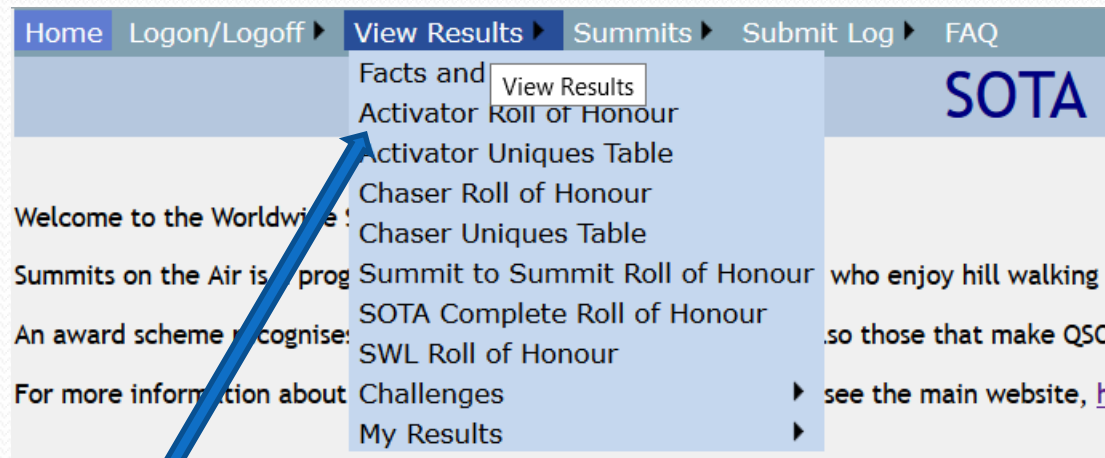 Home Logon/Logoff View Results Summits Submit Log FAQ
Facts and
View Results
SOTA
Activator Roll of Honour
Activator Uniques Table
Chaser Roll of Honour
Welcome to the Worldwide
Chaser Uniques Table
Summits on the Air is prog
Summit to Summit Roll of Honour
who enjoy hill walking
SOTA Complete Roll of Honour
An award scheme recognises
so those that make QSO
SWL Roll of Honour
For more information about
Challenges
see the main website,
My Results